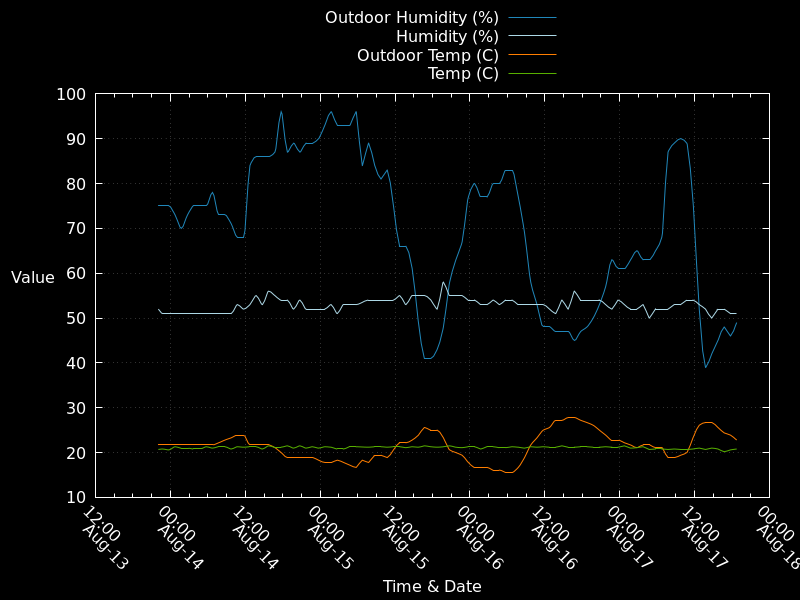 Outdoor Humidity (%)
Humidity (%)
Outdoor Temp (C)
Temp (C)
100
90
80
70
60
50
40
30
20
10
Value
12:00
Aug-13
00:00
Aug-14
12:00
Aug-14
00:00
Aug-15
12:00
Aug-15
00:00
Aug-16
12:00
Aug-16
00:00
Aug-17
12:00
Aug-17
00:00
Aug-18
Time & Date